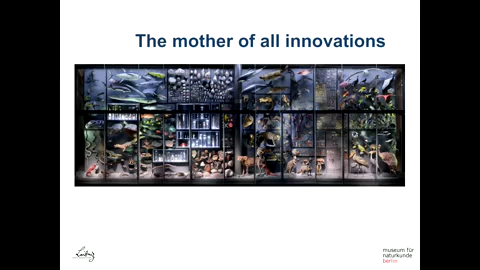 The mother of all innovations
museum für
naturkunde
berlin